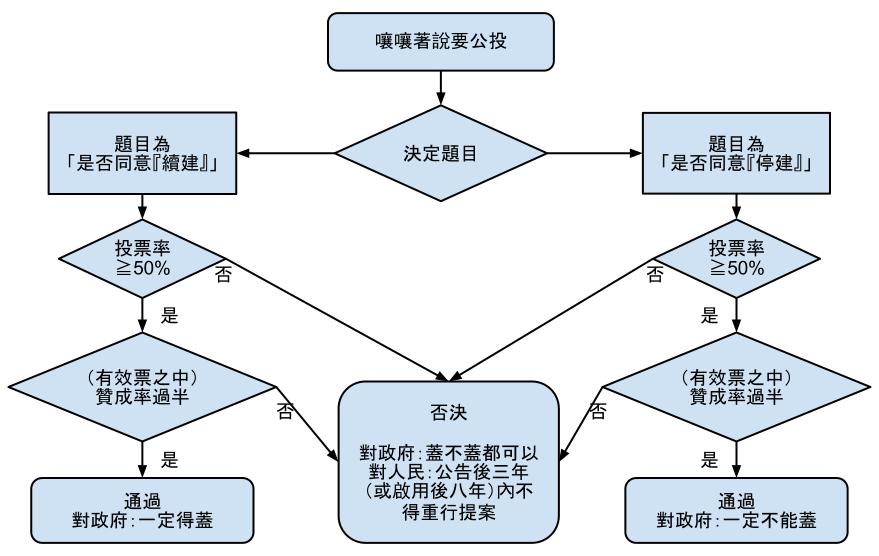 嚷嚷著說要公投
決定題目
題目為
「是否同意『續建』」
題目為
「是否同意『停建』」
投票率
≧50%
否
是
投票率
≧50%
否
是
（有效票之中）
贊成率過半
否
是
（有效票之中）
贊成率過半
否
是
通過
對政府：一定得蓋
否決
對政府：蓋不蓋都可以
對人民：公告後三年
（或啟用後八年）內不
得重行提案
通過
對政府：一定不能蓋